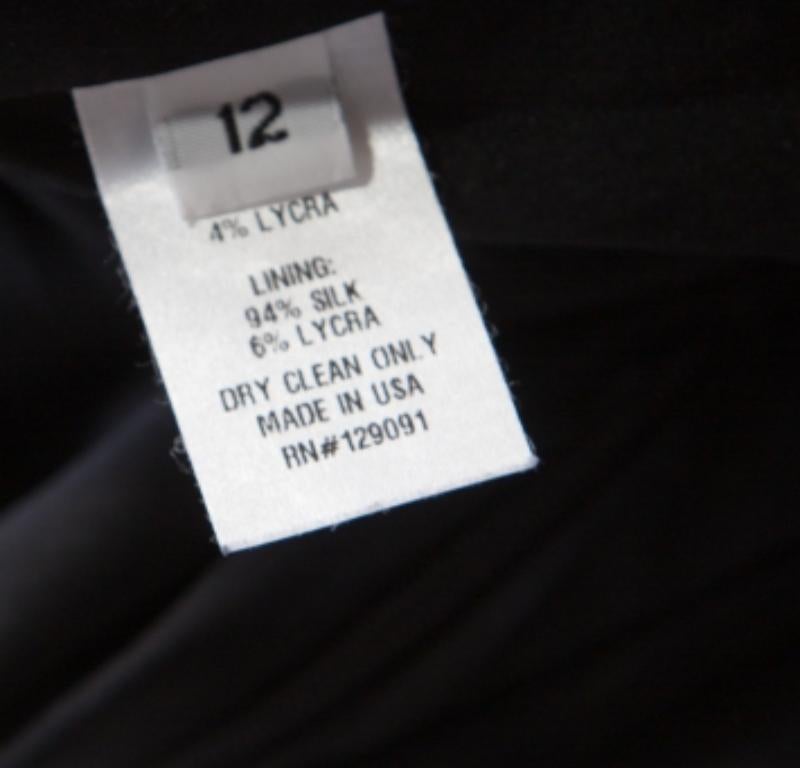 12
4% LYCRA
LINING:
94% SILK
6% LYCRA
DRY CLEAN ONLY
MADE IN USA
RN#129091